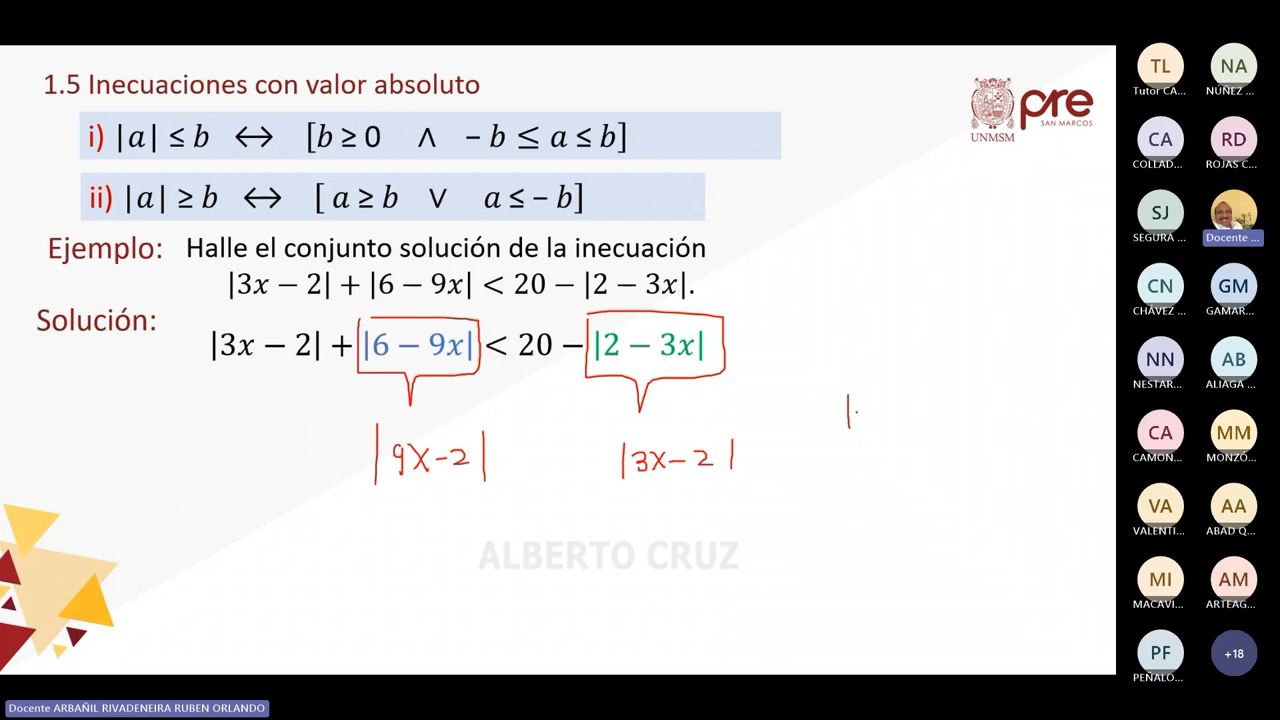 1.5 Inecuaciones con valor absoluto
i) |a| ≤ b ↔ [b ≥ 0 ∧ − b ≤ a ≤ b]
ii) |a| ≥ b ↔ [ a ≥ b ∨ a ≤ − b]
UNMSM
pre
SAN MARCOS
Ejemplo: Halle el conjunto solución de la inecuación
|3x − 2| + |6 − 9x| < 20 − |2 − 3x|.
Solución:
|3x − 2| + |6 − 9x| < 20 − |2 − 3x|
|9x-2| |3x-2|
ALBERTO CRUZ
TL
Tutor CA...
NA
NÚÑEZ ...
CA
COLLAD...
RD
ROJAS C...
SJ
SEGURA ...
Docente ...
CN
CHÁVEZ ...
GM
GAMAR...
NN
NESTAR...
AB
ALIAGA ...
CA
CAMON...
MM
MONZÓ...
VA
VALENTI...
AA
ABAD Q...
MI
MACAVI...
AM
ARTEAG...
PF
PEÑALO...
+18
Docente ARBAÑIL RIVADENEIRA RUBEN ORLANDO